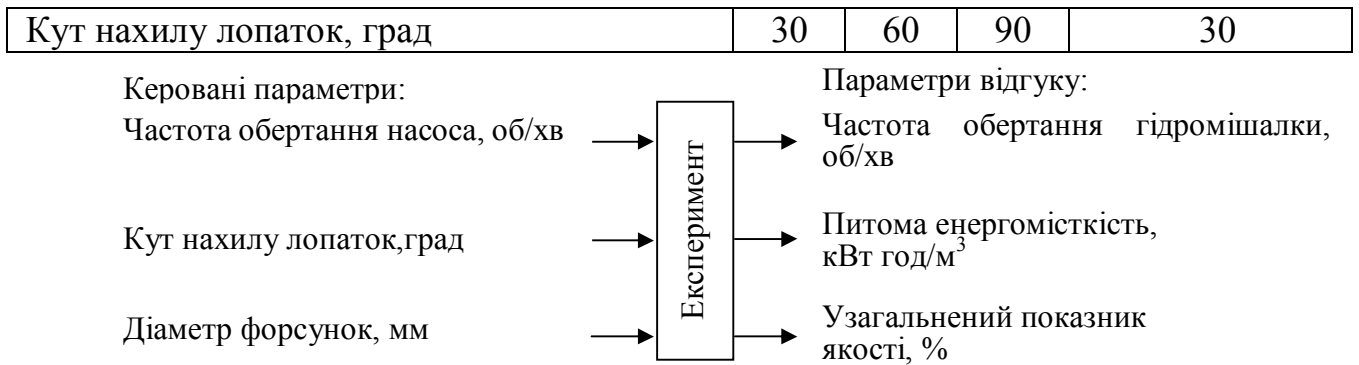 Кут нахилу лопаток, град 30 60 90 30
Керовані параметри:
Частота обертання насоса, об/хв
Кут нахилу лопаток,град
Діаметр форсунок, мм
Експеримент
Параметри відгуку:
Частота обертання гідромішалки,
об/хв
Питома енергомісткість,
кВт год/м³
Узагальнений показник
якості, %